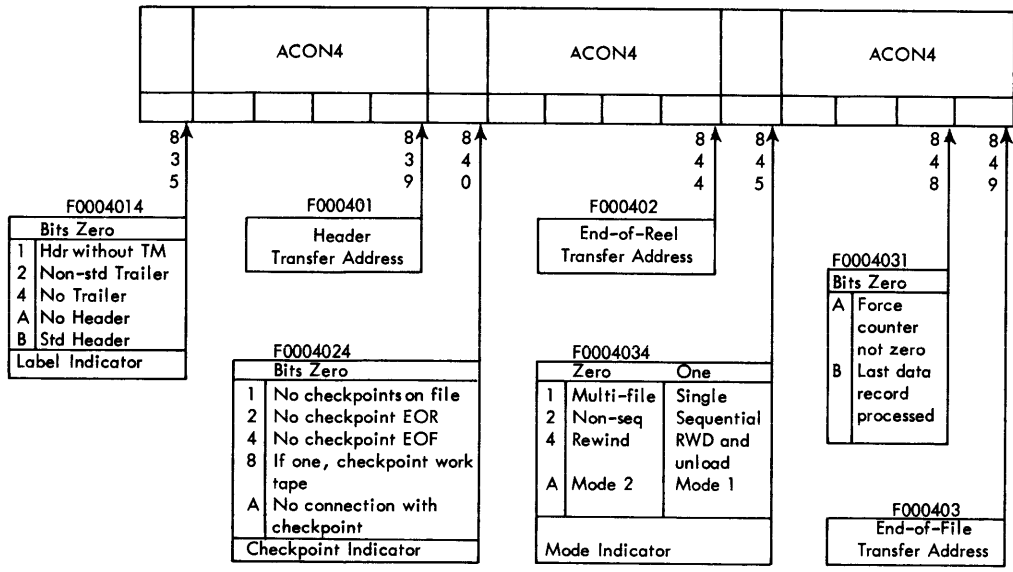 ACON4 ACON4 ACON4
8 8 8 8 8 8 8
3 3 4 4 4 4 4
5 9 0 4 5 8 9
F0004014
Bits Zero
1 Hdr without TM
2 Non-std Trailer
4 No Trailer
A No Header
B Std Header
Label Indicator
F000401
Header
Transfer Address
F000402
End-of-Reel
Transfer Address
F0004031
Bits Zero
A Force
counter
not zero
B Last data
record
processed
F0004024
Bits Zero
1 No checkpoints on file
2 No checkpoint EOR
4 No checkpoint EOF
8 If one, checkpoint work
tape
A No connection with
checkpoint
Checkpoint Indicator
F0004034
Zero One
1 Multi-file Single
2 Non-seq Sequential
4 Rewind RWD and
unload
A Mode 2 Mode 1
Mode Indicator
F000403
End-of-File
Transfer Address